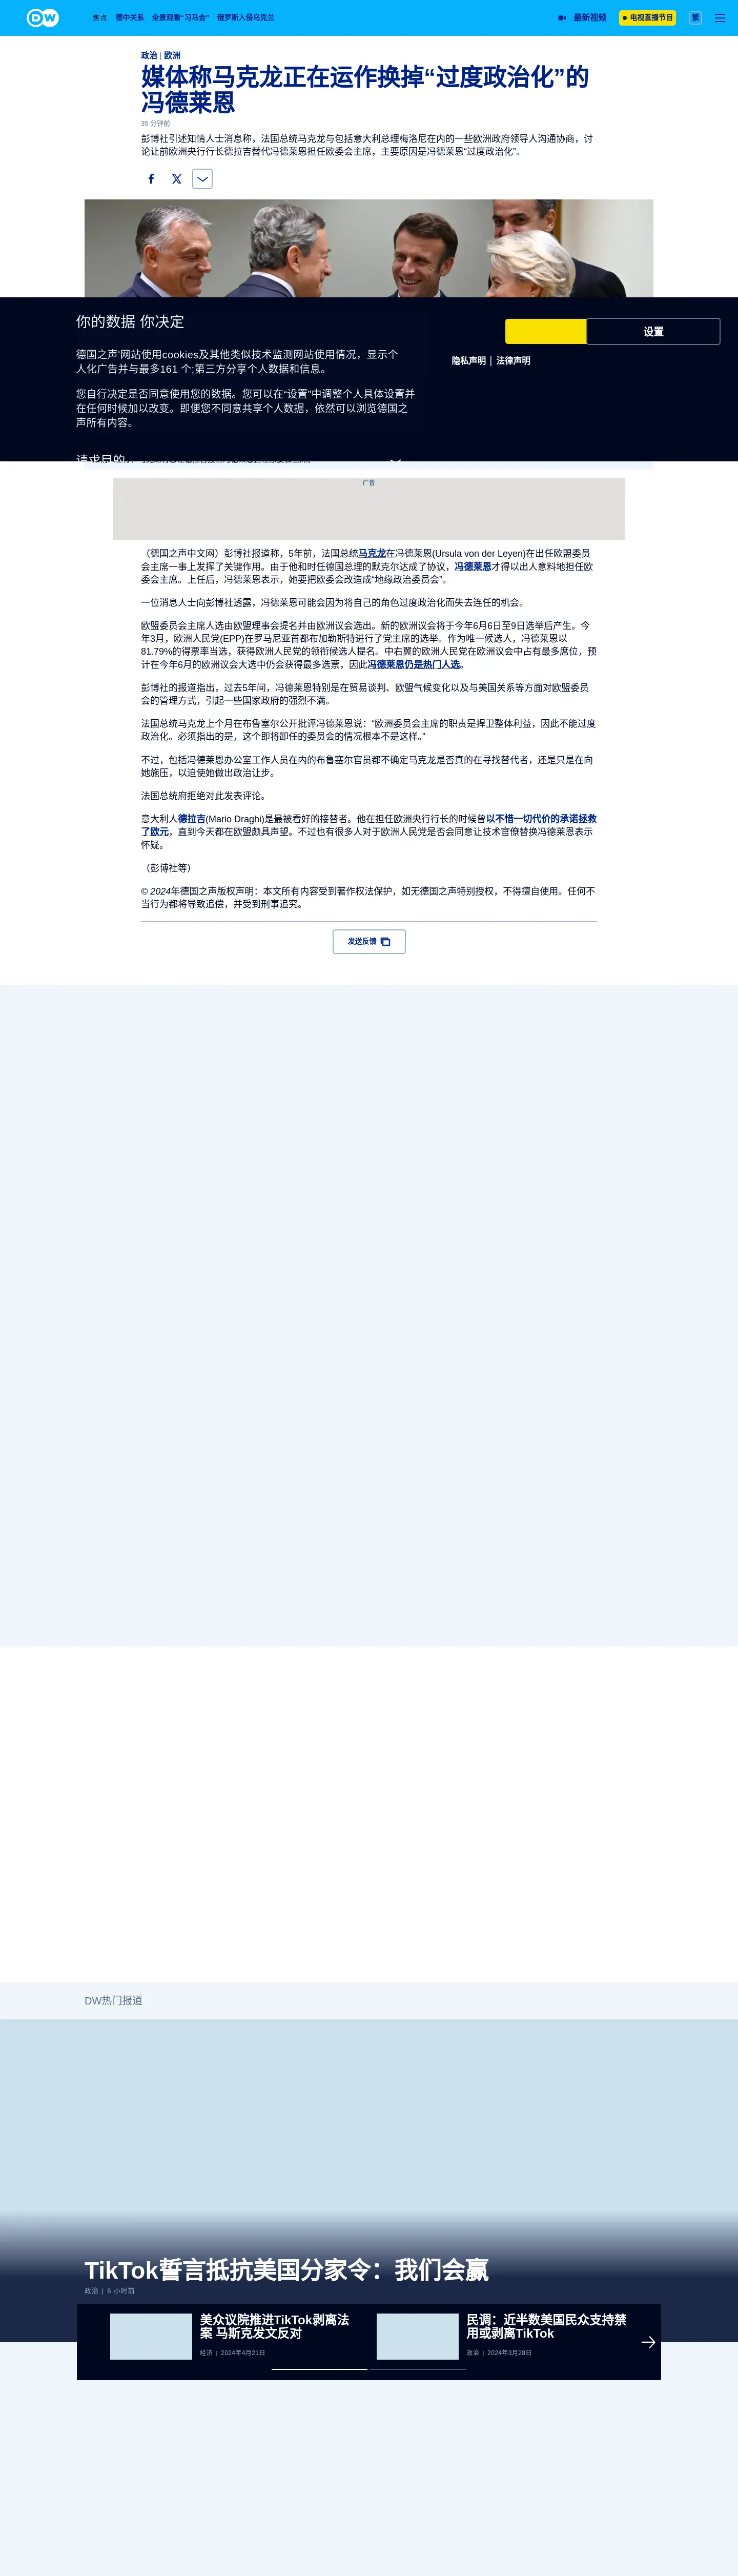 DW
焦点 德中关系 全景观看“习马会” 俄罗斯入侵乌克兰 最新视频 电视直播节目 繁
政治 | 欧洲
媒体称马克龙正在运作换掉“过度政治化”的
冯德莱恩
35 分钟前
彭博社引述知情人士消息称，法国总统马克龙与包括意大利总理梅洛尼在内的一些欧洲政府领导人沟通协商，讨
论让前欧洲央行行长德拉吉替代冯德莱恩担任欧委会主席，主要原因是冯德莱恩“过度政治化”。
你的数据 你决定
德国之声'网站使用cookies及其他类似技术监测网站使用情况，显示个
人化广告并与最多161 个;第三方分享个人数据和信息。
您自行决定是否同意使用您的数据。您可以在“设置”中调整个人具体设置并
在任何时候加以改变。即便您不同意共享个人数据，依然可以浏览德国之
声所有内容。
请求目的
设置
隐私声明 | 法律声明
广告
（德国之声中文网）彭博社报道称，5年前，法国总统马克龙在冯德莱恩(Ursula von der Leyen)在出任欧盟委员
会主席一事上发挥了关键作用。由于他和时任德国总理的默克尔达成了协议，冯德莱恩才得以出人意料地担任欧
委会主席。上任后，冯德莱恩表示，她要把欧委会改造成“地缘政治委员会”。
一位消息人士向彭博社透露，冯德莱恩可能会因为将自己的角色过度政治化而失去连任的机会。
欧盟委员会主席人选由欧盟理事会提名并由欧洲议会选出。新的欧洲议会将于今年6月6日至9日选举后产生。今
年3月，欧洲人民党(EPP)在罗马尼亚首都布加勒斯特进行了党主席的选举。作为唯一候选人，冯德莱恩以
81.79%的得票率当选，获得欧洲人民党的领衔候选人提名。中右翼的欧洲人民党在欧洲议会中占有最多席位，预
计在今年6月的欧洲议会大选中仍会获得最多选票，因此冯德莱恩仍是热门人选。
彭博社的报道指出，过去5年间，冯德莱恩特别是在贸易谈判、欧盟气候变化以及与美国关系等方面对欧盟委员
会的管理方式，引起一些国家政府的强烈不满。
法国总统马克龙上个月在布鲁塞尔公开批评冯德莱恩说：“欧洲委员会主席的职责是捍卫整体利益，因此不能过度
政治化。必须指出的是，这个即将卸任的委员会的情况根本不是这样。”
不过，包括冯德莱恩办公室工作人员在内的布鲁塞尔官员都不确定马克龙是否真的在寻找替代者，还是只是在向
她施压，以迫使她做出政治让步。
法国总统府拒绝对此发表评论。
意大利人德拉吉(Mario Draghi)是最被看好的接替者。他在担任欧洲央行行长的时候曾以不惜一切代价的承诺拯救
了欧元，直到今天都在欧盟颇具声望。不过也有很多人对于欧洲人民党是否会同意让技术官僚替换冯德莱恩表示
怀疑。
（彭博社等）
© 2024年德国之声版权声明：本文所有内容受到著作权法保护，如无德国之声特别授权，不得擅自使用。任何不
当行为都将导致追偿，并受到刑事追究。
发送反馈
DW热门报道
TikTok誓言抵抗美国分家令：我们会赢
政治 | 6 小时前
美众议院推进TikTok剥离法
案 马斯克发文反对
经济 | 2024年4月21日
民调：近半数美国民众支持禁
用或剥离TikTok
政治 | 2024年3月28日